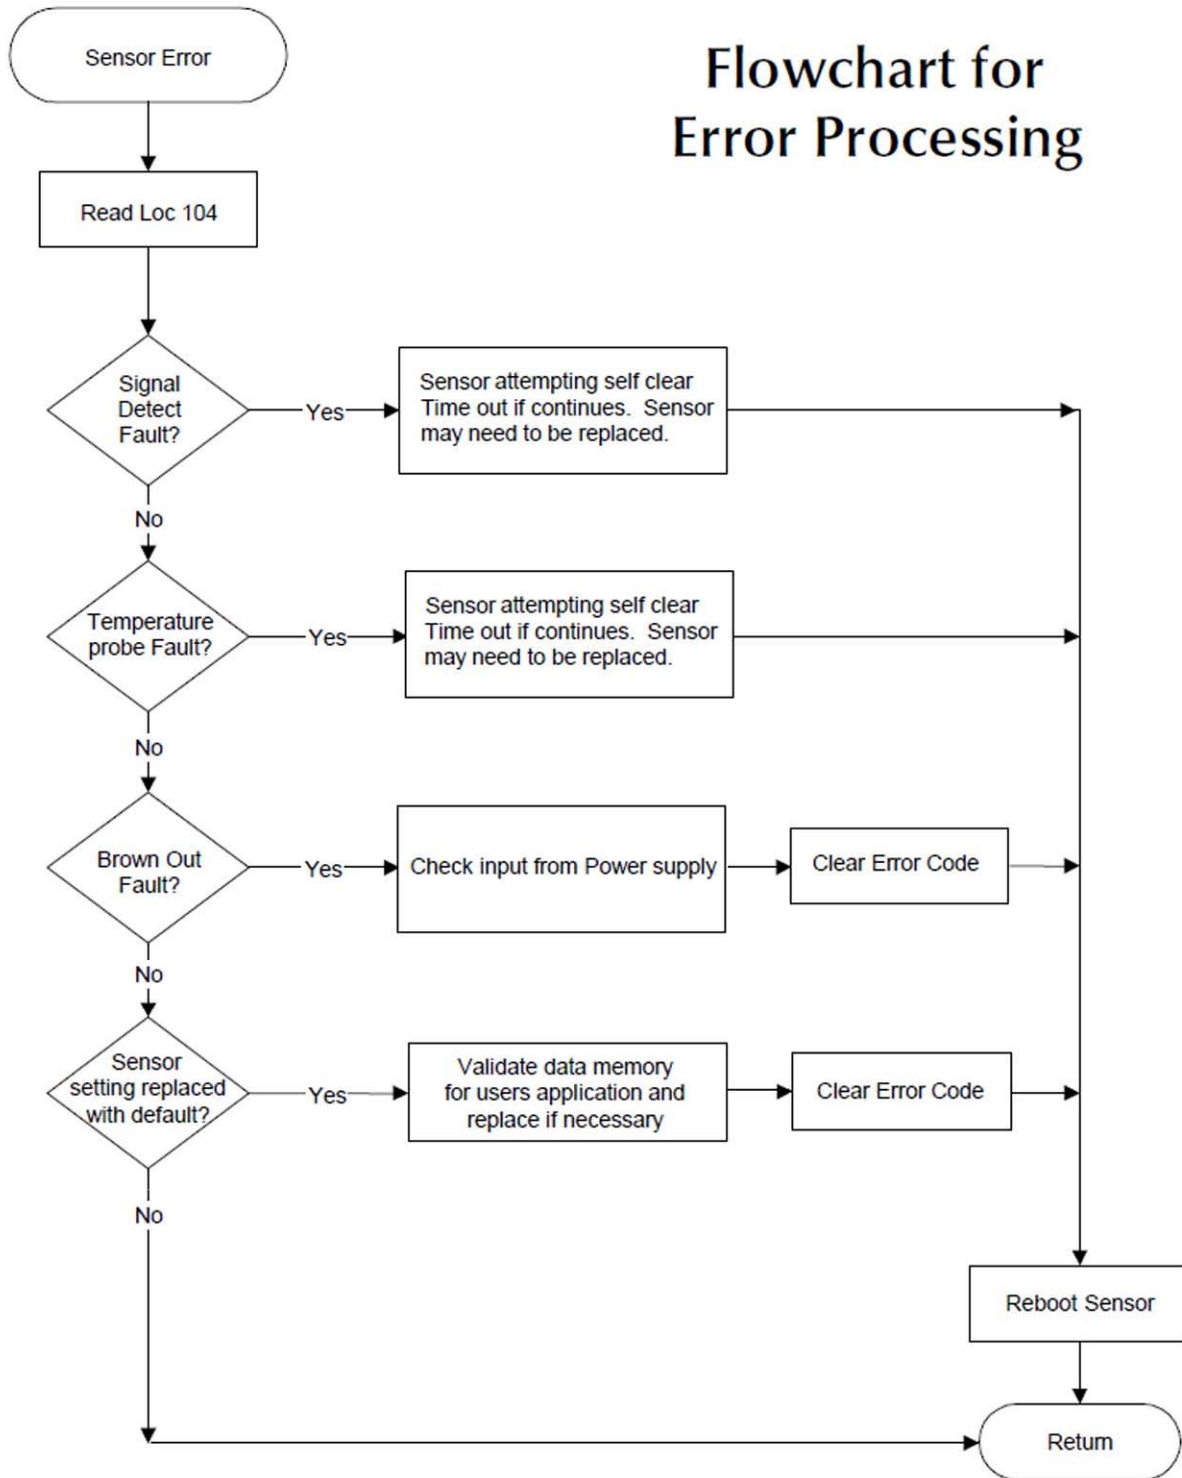 Flowchart for
Error Processing
Sensor Error
Read Loc 104
Signal
Detect
Fault?
Yes
Sensor attempting self clear
Time out if continues.  Sensor
may need to be replaced.
No
Temperature
probe Fault?
Yes
Sensor attempting self clear
Time out if continues.  Sensor
may need to be replaced.
No
Brown Out
Fault?
Yes
Check input from Power supply
Clear Error Code
No
Sensor
setting replaced
with default?
Yes
Validate data memory
for users application and
replace if necessary
Clear Error Code
No
Reboot Sensor
Return